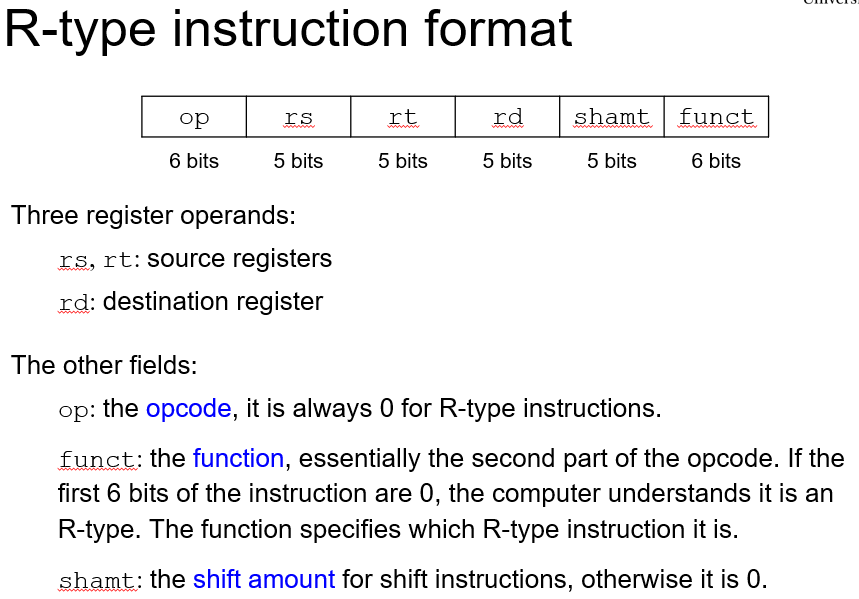 R-type instruction format
op rs rt rd shamt funct
6 bits 5 bits 5 bits 5 bits 5 bits 6 bits
Three register operands:
rs, rt: source registers
rd: destination register
The other fields:
op: the opcode, it is always 0 for R-type instructions.
funct: the function, essentially the second part of the opcode. If the
first 6 bits of the instruction are 0, the computer understands it is an
R-type. The function specifies which R-type instruction it is.
shamt: the shift amount for shift instructions, otherwise it is 0.